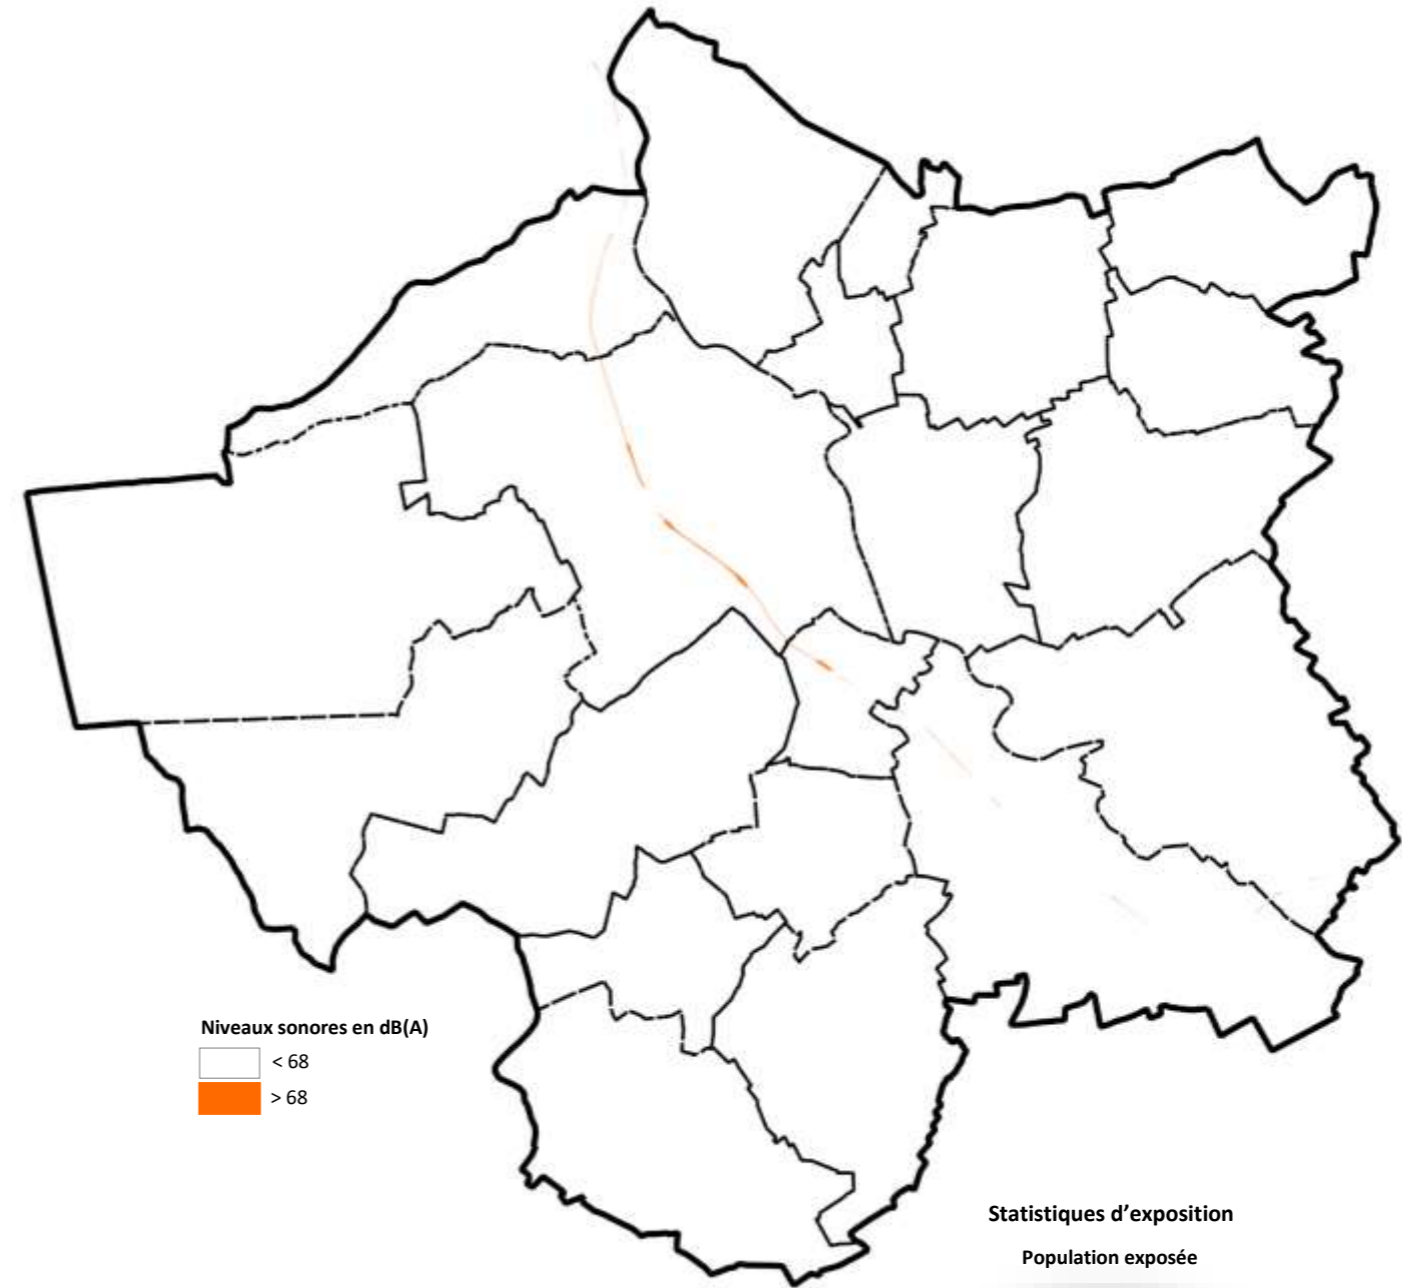 Niveaux sonores en dB(A)
< 68
> 68
Statistiques d’exposition
Population exposée